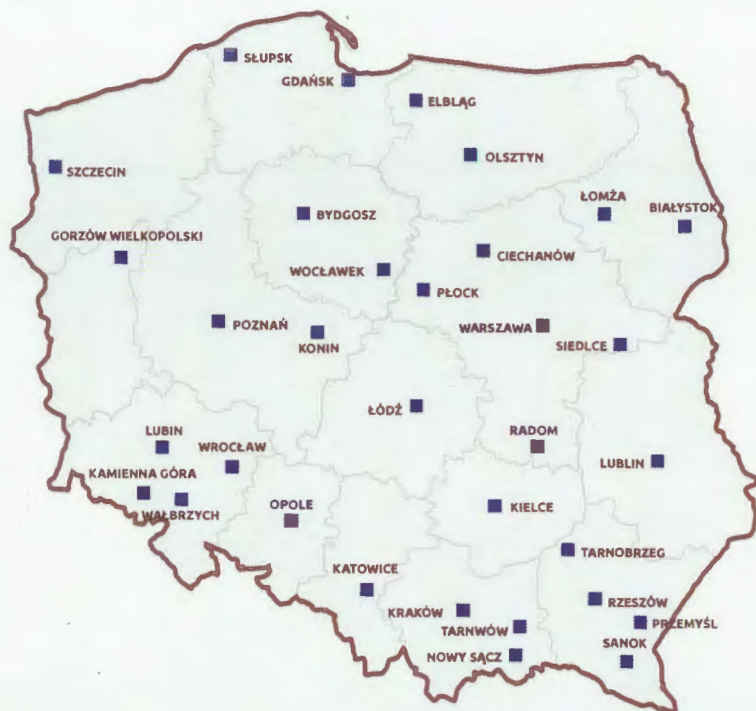 SŁUPSK
GDAŃSK
ELBLĄG
OLSZTYN
SZCZECIN
ŁOMŻA
BIAŁYSTOK
BYDGOSZ
GORZÓW WIELKOPOLSKI
CIECHANÓW
WOCŁAWEK
PŁOCK
POZNAŃ
KONIN
WARSZAWA
SIEDLCE
ŁÓDŹ
LUBIN
WROCŁAW
RADOM
LUBLIN
KAMIENNA GÓRA
WAŁBRZYCH
OPOLE
KIELCE
TARNOBRZEG
KATOWICE
KRAKÓW
RZESZÓW
TARNWÓW
PRZEMYŚL
NOWY SĄCZ
SANOK